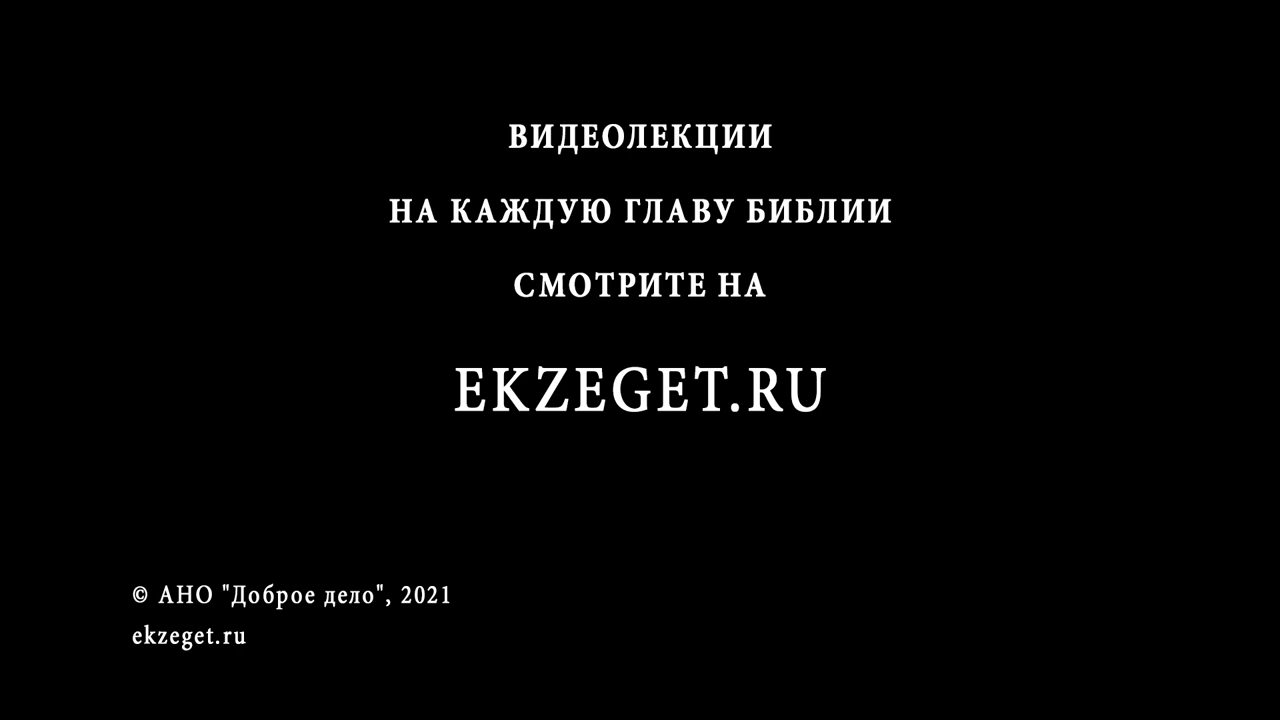 ВИДЕОЛЕКЦИИ
НА КАЖДУЮ ГЛАВУ БИБЛИИ
СМОТРИТЕ НА
EKZEGET.RU
© АНО "Доброе дело", 2021
ekzeget.ru